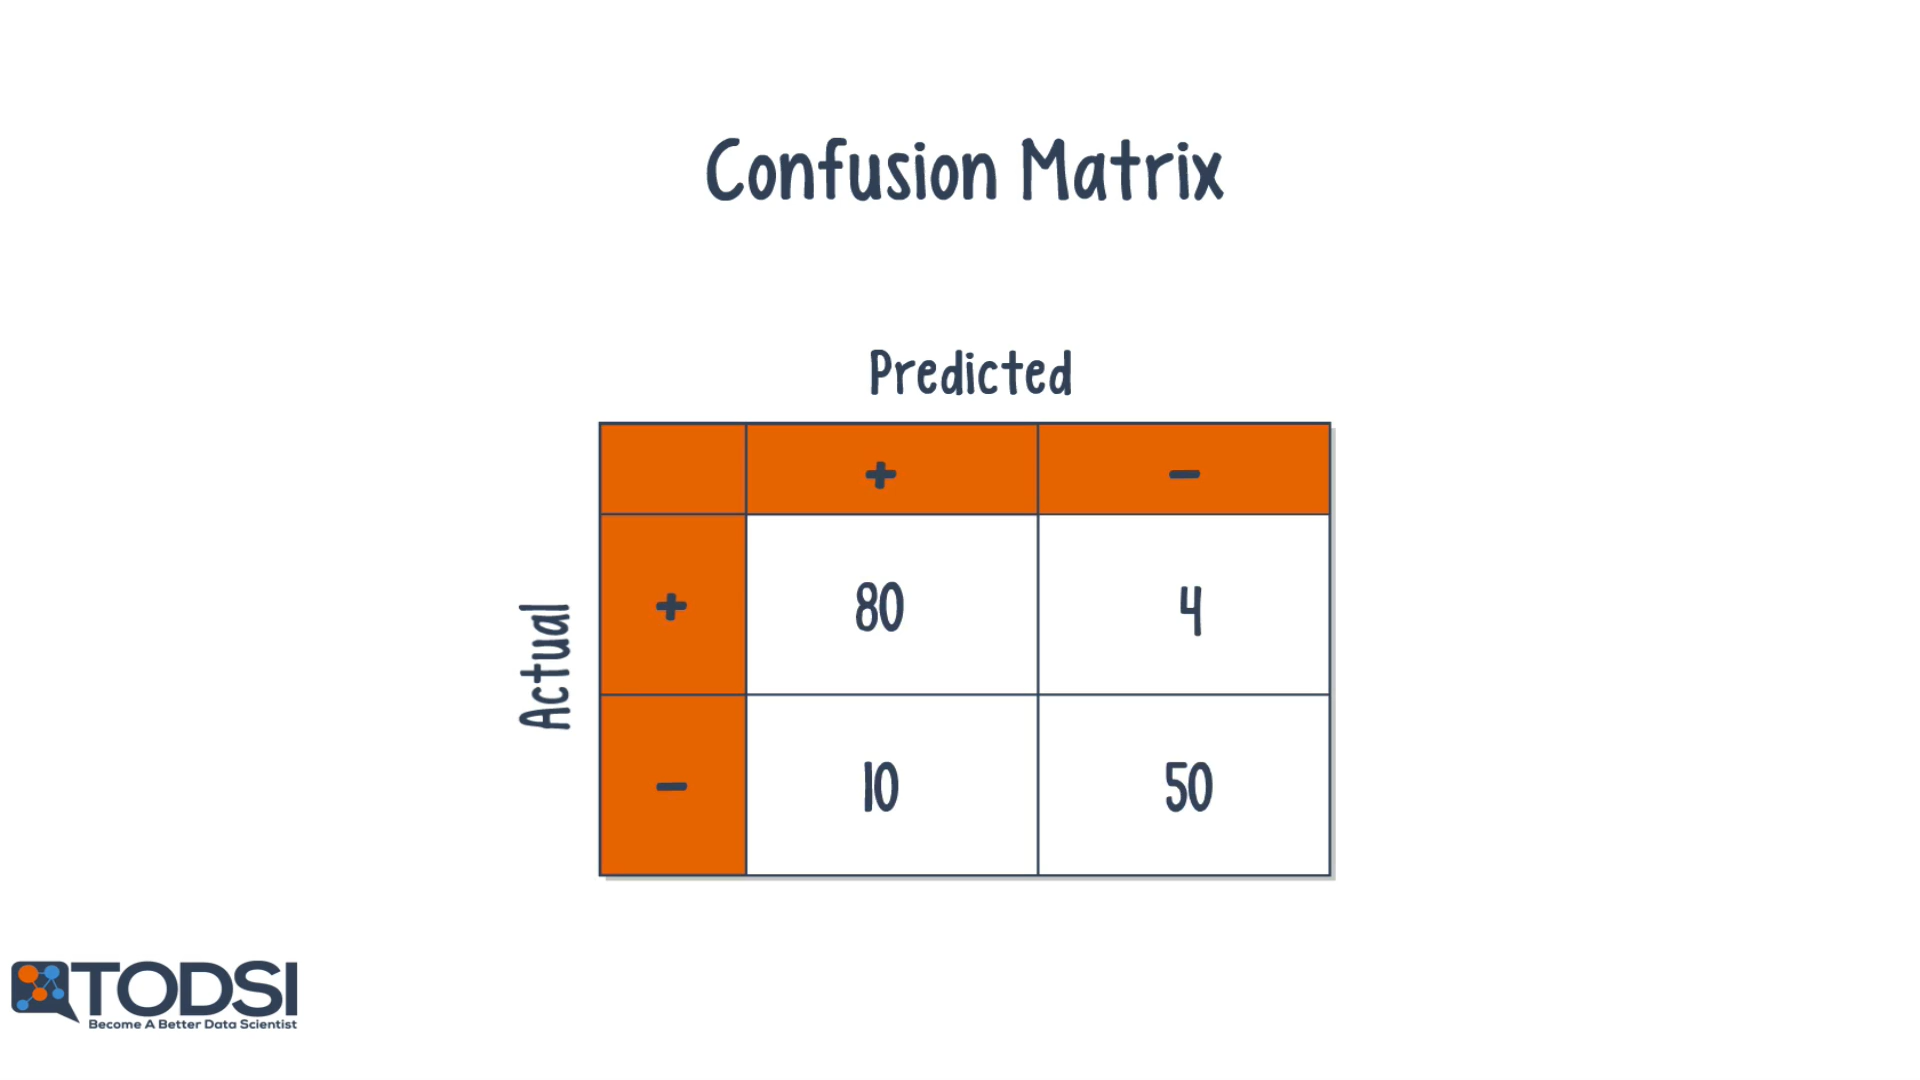 Confusion Matrix
Predicted
+ −
Actual
+ 80 4
− 10 50
TODSI
Become A Better Data Scientist